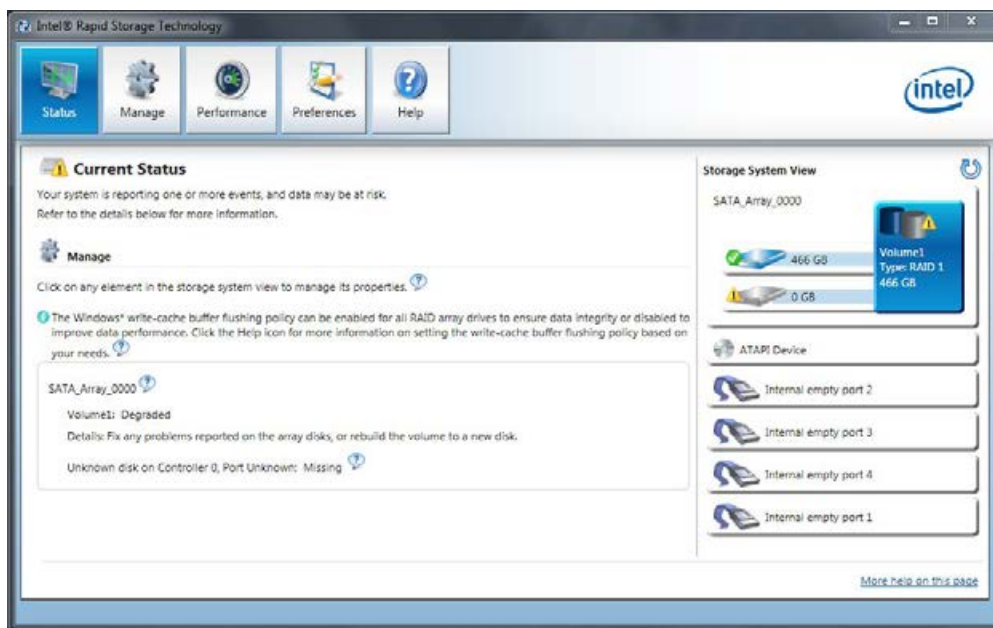 Intel® Rapid Storage Technology
Status
Manage
Performance
Preferences
Help
intel
Current Status
Your system is reporting one or more events, and data may be at risk.
Refer to the details below for more information.
Manage
Click on any element in the storage system view to manage its properties.
The Windows* write-cache buffer flushing policy can be enabled for all RAID array drives to ensure data integrity or disabled to
improve data performance. Click the Help icon for more information on setting the write-cache buffer flushing policy based on
your needs.
SATA_Array_0000
Volume1: Degraded
Details: Fix any problems reported on the array disks, or rebuild the volume to a new disk.
Unknown disk on Controller 0, Port Unknown: Missing
Storage System View
SATA_Array_0000
466 GB
0 GB
Volume1
Type: RAID 1
466 GB
ATAPI Device
Internal empty port 2
Internal empty port 3
Internal empty port 4
Internal empty port 1
More help on this page